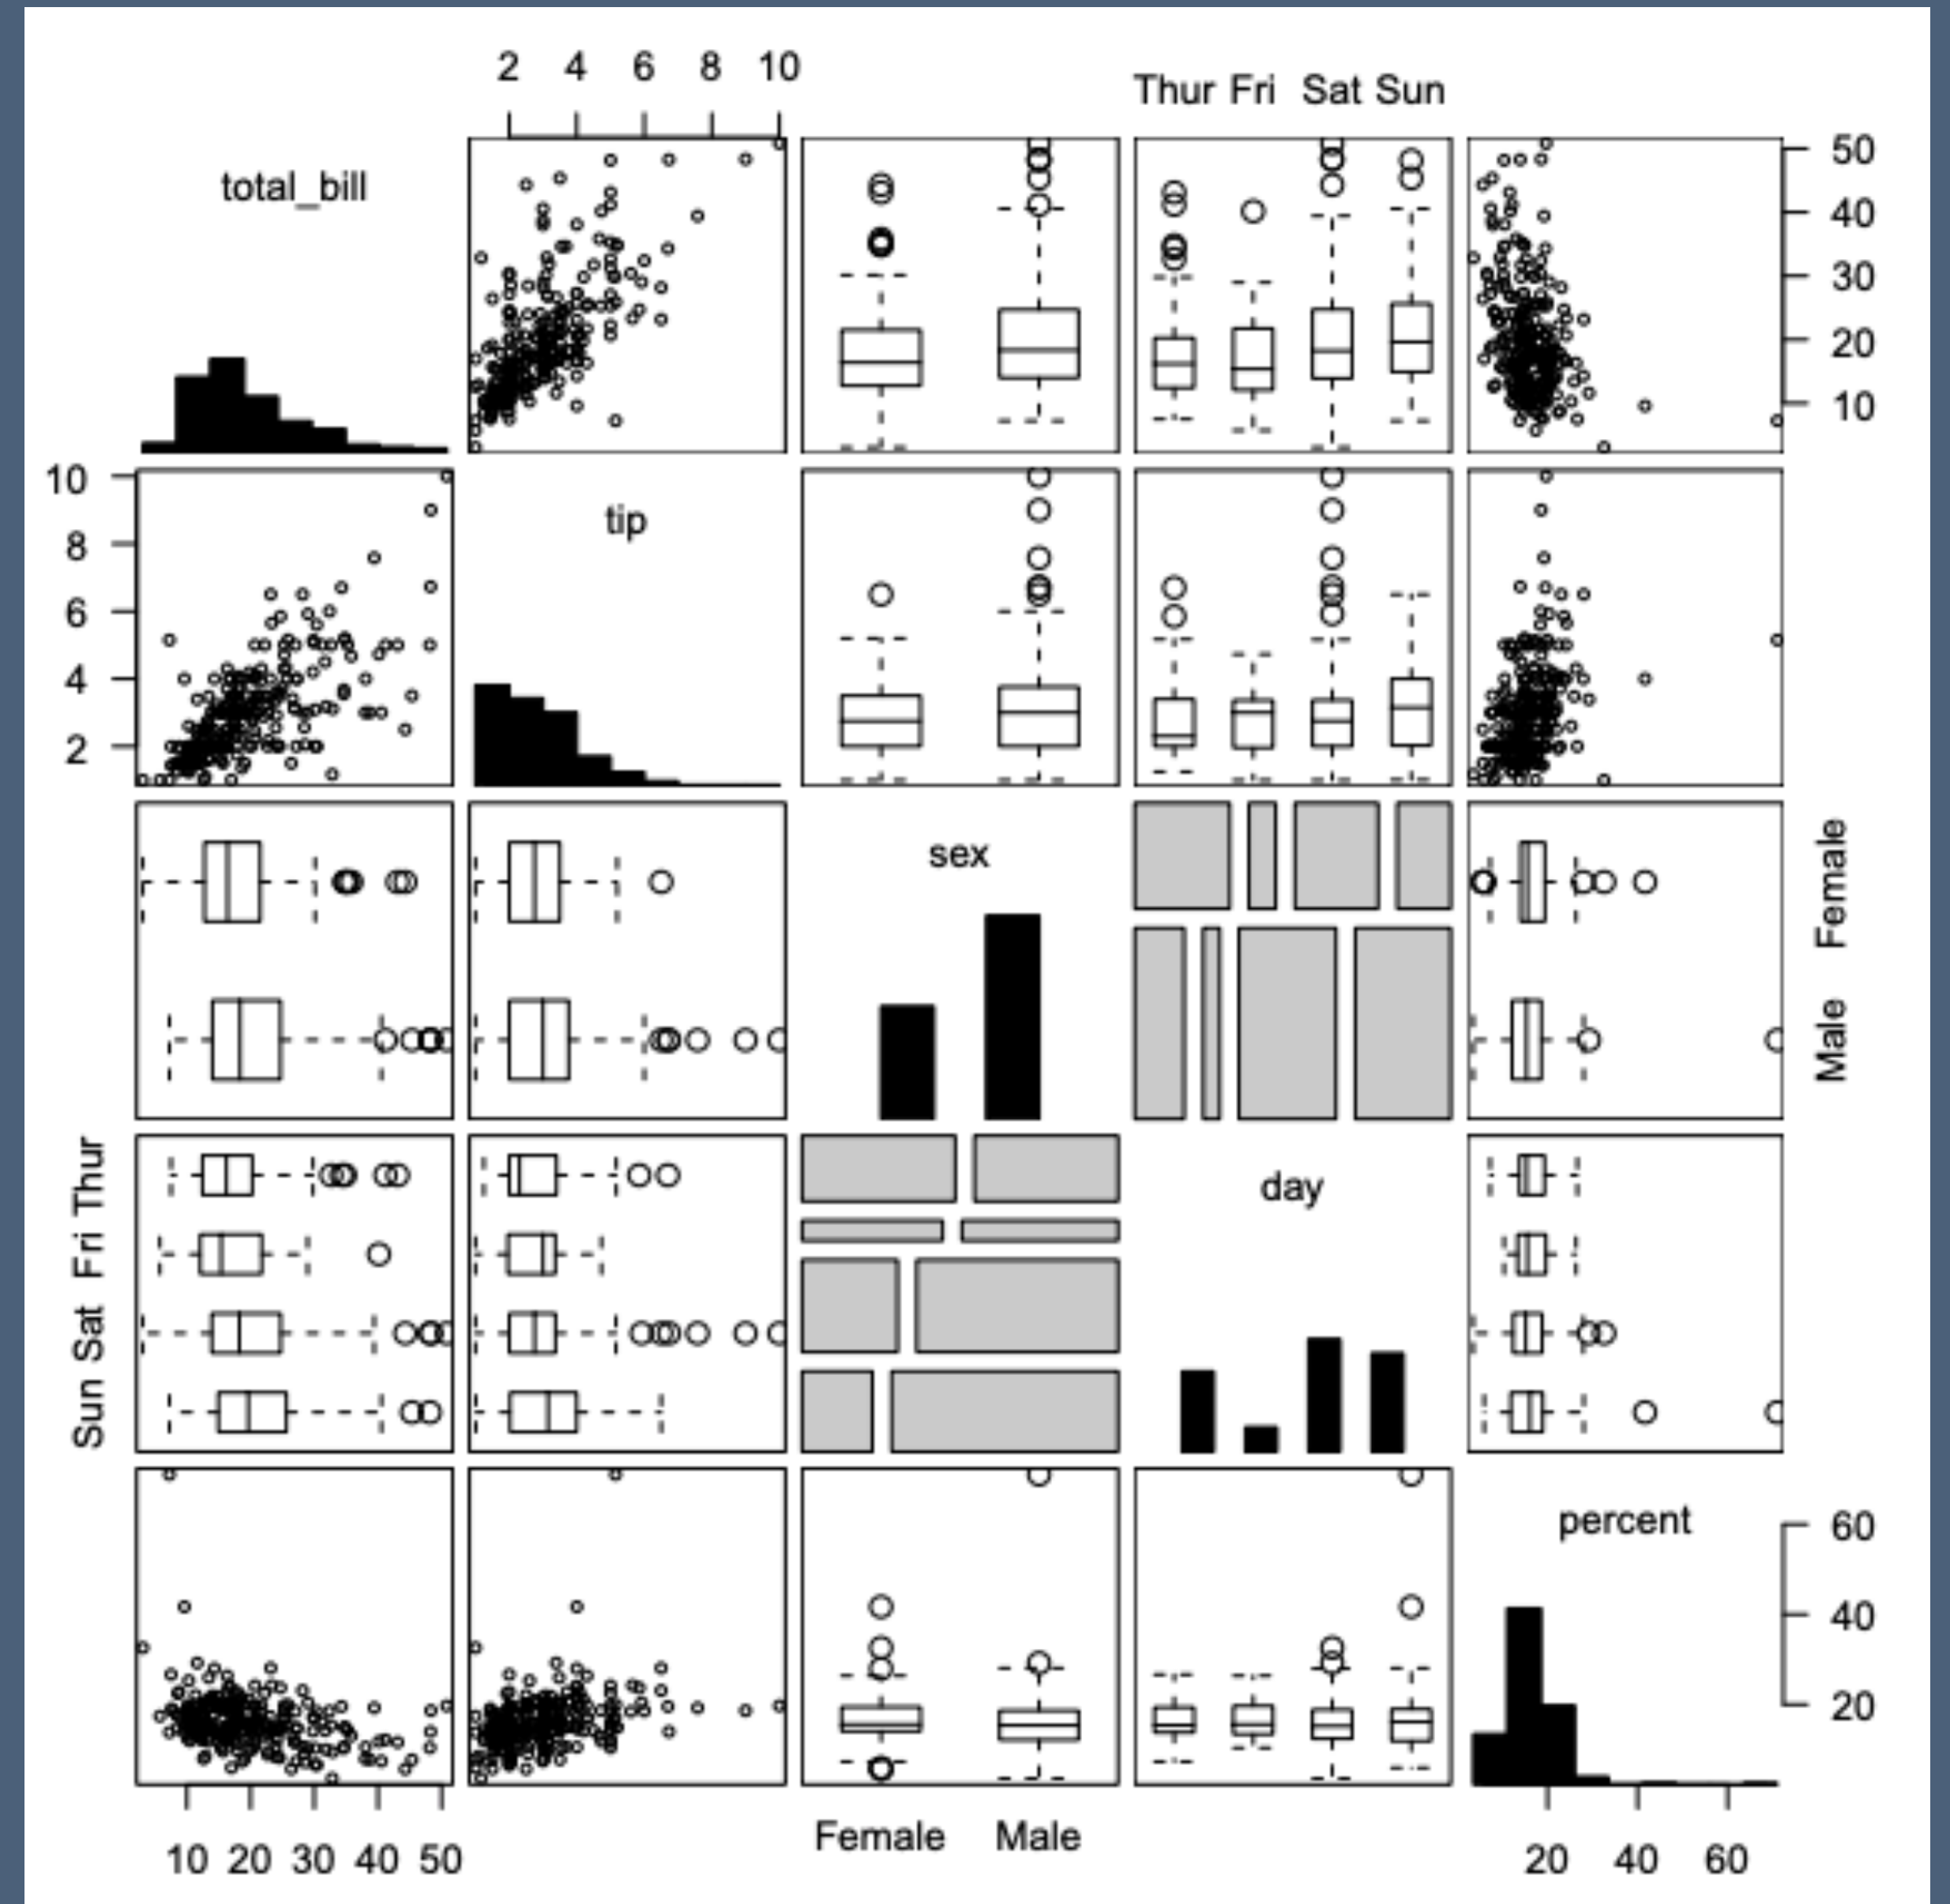 2 4 6 8 10
Thur Fri Sat Sun
total_bill
50
40
30
20
10
10
8
6
4
2
tip
sex
Female
Male
Thur
Fri
Sat
Sun
day
percent
60
40
20
Female Male
10 20 30 40 50
20 40 60